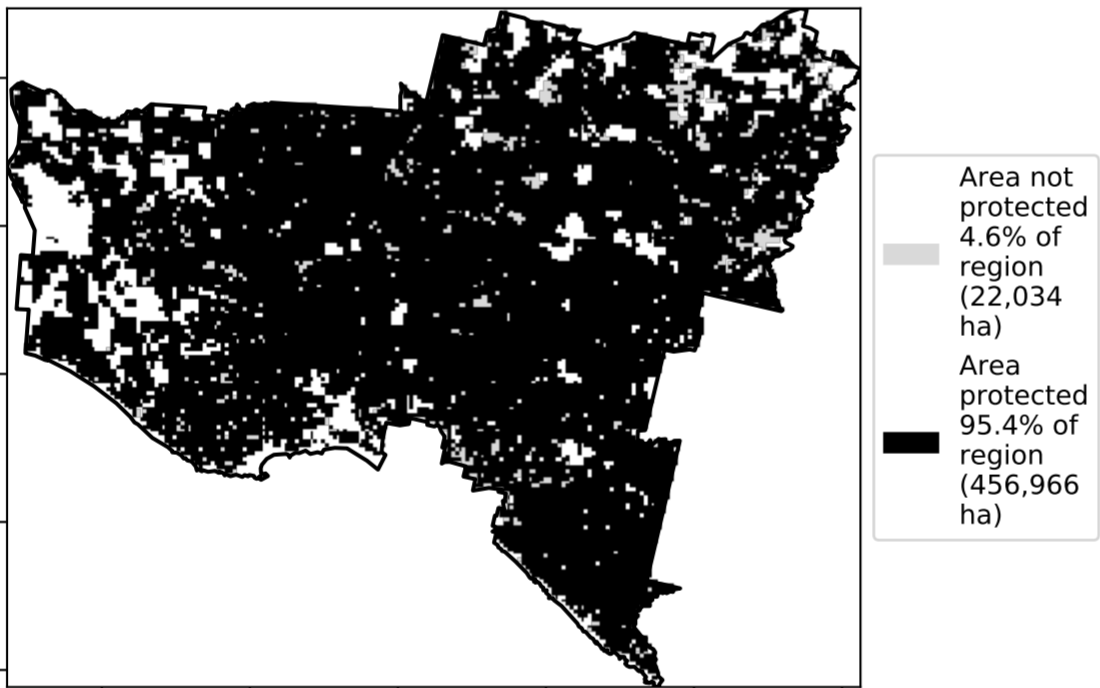 Area not
protected
4.6% of
region
(22,034
ha)
Area
protected
95.4% of
region
(456,966
ha)